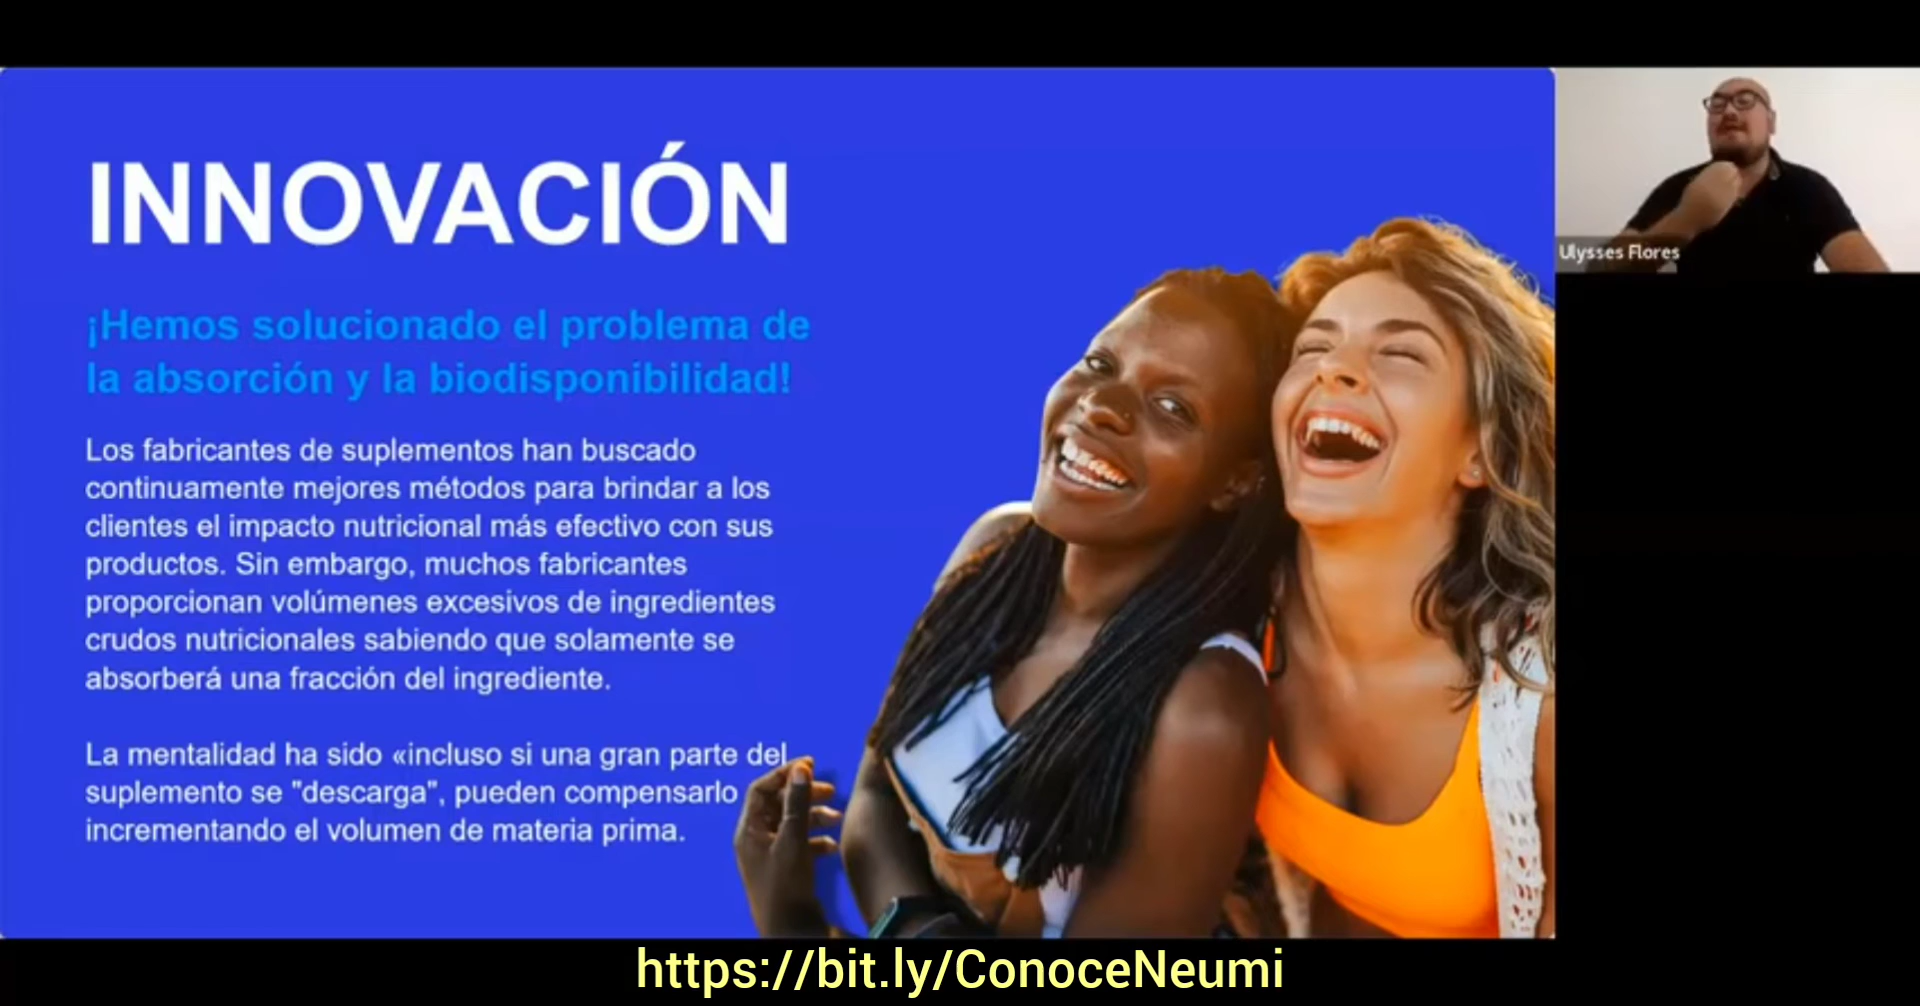 INNOVACIÓN
¡Hemos solucionado el problema de
la absorción y la biodisponibilidad!
Los fabricantes de suplementos han buscado
continuamente mejores métodos para brindar a los
clientes el impacto nutricional más efectivo con sus
productos. Sin embargo, muchos fabricantes
proporcionan volúmenes excesivos de ingredientes
crudos nutricionales sabiendo que solamente se
absorberá una fracción del ingrediente.
La mentalidad ha sido «incluso si una gran parte del
suplemento se "descarga", pueden compensarlo
incrementando el volumen de materia prima.
Ulysses Flores
https://bit.ly/ConoceNeumi